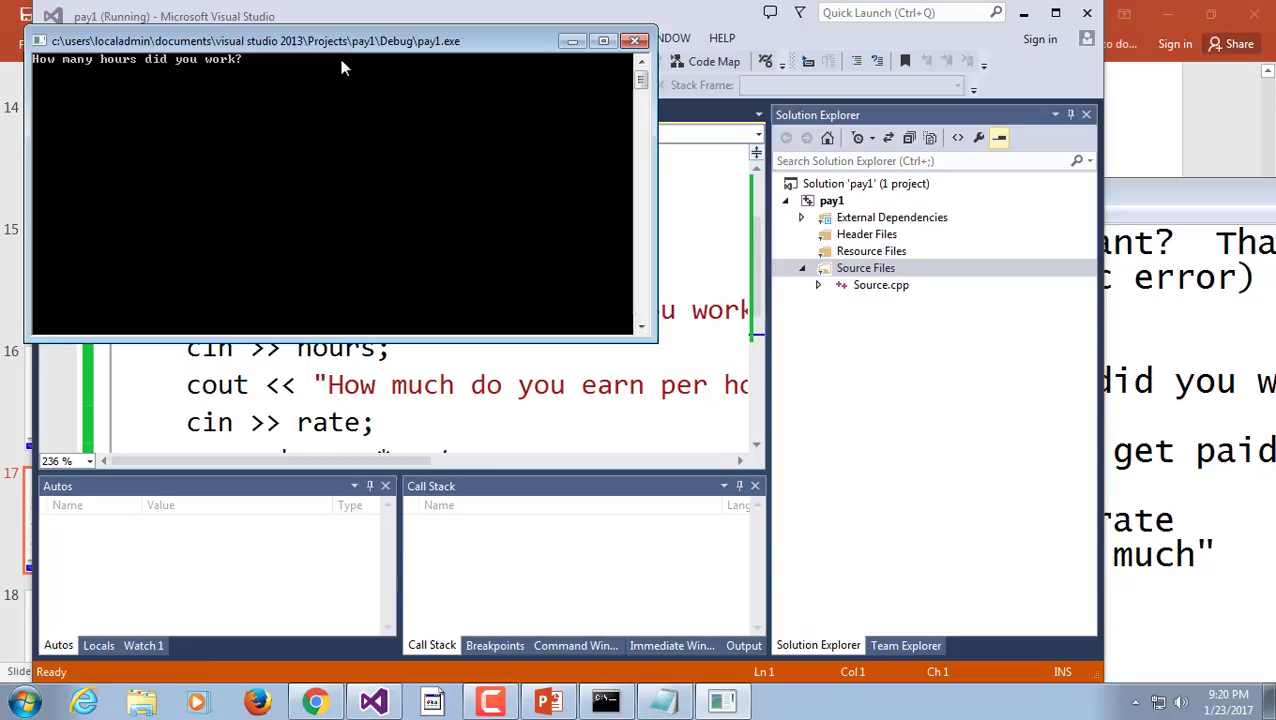 pay1 (Running) - Microsoft Visual Studio
Quick Launch (Ctrl+Q)
to do...
Sign in
Share
c:\users\localadmin\documents\visual studio 2013\Projects\pay1\Debug\pay1.exe
NDOW
HELP
Sign in
How many hours did you work?
Code Map
Stack Frame:
Solution Explorer
Search Solution Explorer (Ctrl+;)
Solution 'pay1' (1 project)
pay1
External Dependencies
Header Files
Resource Files
Source Files
Source.cpp
14
15
16
17
18
u work
cin >> hours;
cout << "How much do you earn per ho
cin >> rate;
236 %
Autos
Name
Value
Type
Call Stack
Name
Lang
Autos
Locals
Watch 1
Call Stack
Breakpoints
Command Win...
Immediate Win...
Output
Solution Explorer
Team Explorer
ant? Tha
c error)
did you w
get paid
rate
much"
Slide
Ready
Ln 1
Col 1
Ch 1
INS
9:20 PM
1/23/2017